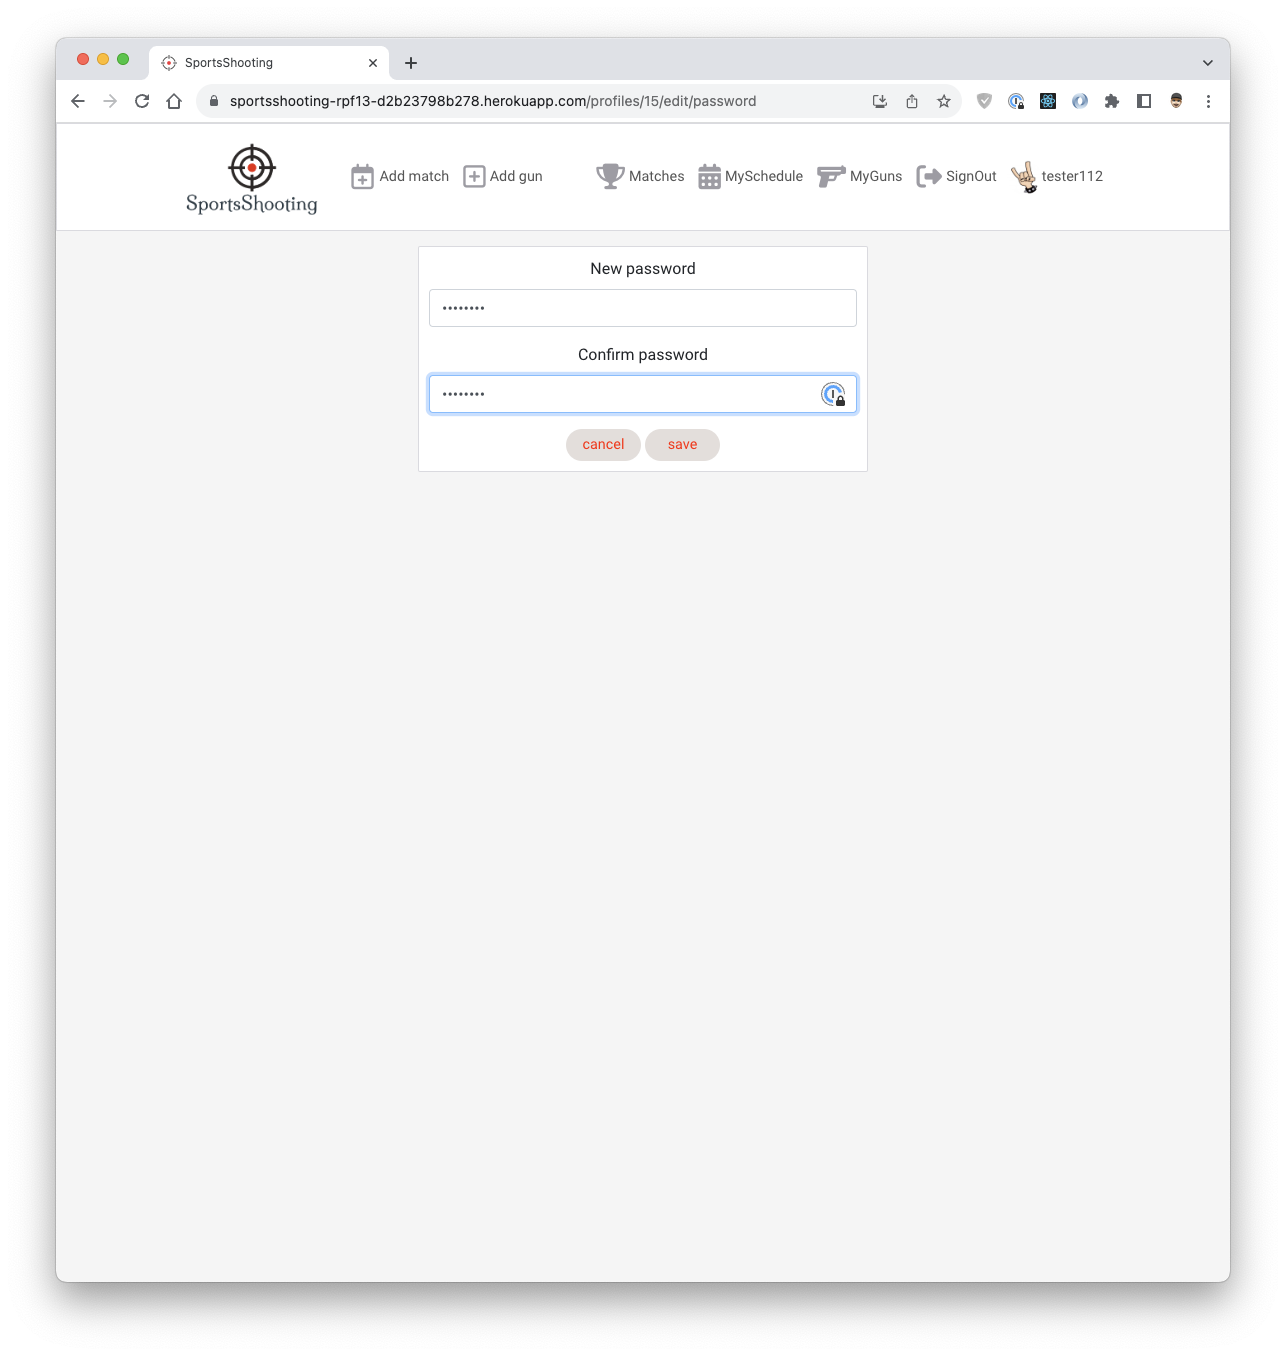 SportsShooting
sportsshooting-rpf13-d2b23798b278.herokuapp.com/profiles/15/edit/password
SportsShooting
Add match
Add gun
Matches
MySchedule
MyGuns
SignOut
tester112
New password
••••••••
Confirm password
••••••••
cancel
save